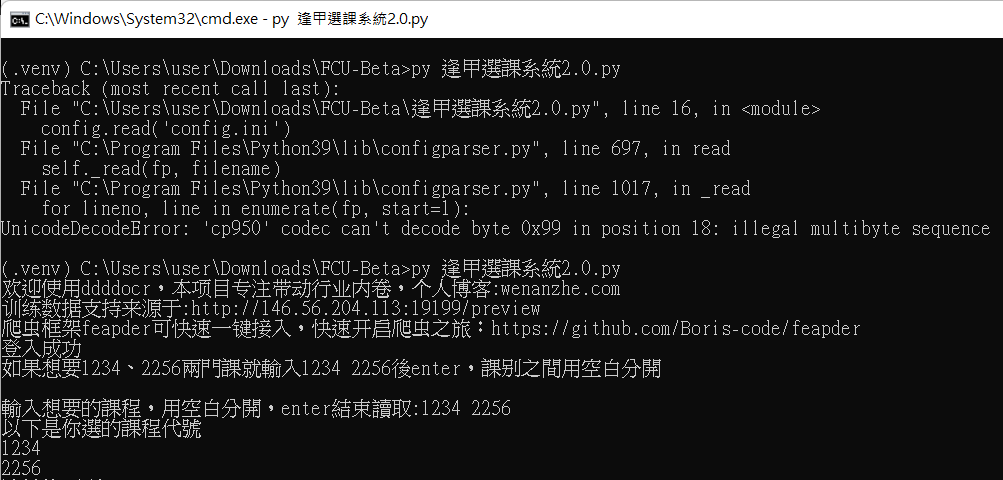 C:\Windows\System32\cmd.exe - py 逢甲選課系統2.0.py
(.venv) C:\Users\user\Downloads\FCU-Beta>py 逢甲選課系統2.0.py
Traceback (most recent call last):
  File "C:\Users\user\Downloads\FCU-Beta\逢甲選課系統2.0.py", line 16, in <module>
    config.read('config.ini')
  File "C:\Program Files\Python39\lib\configparser.py", line 697, in read
    self._read(fp, filename)
  File "C:\Program Files\Python39\lib\configparser.py", line 1017, in _read
    for lineno, line in enumerate(fp, start=1):
UnicodeDecodeError: 'cp950' codec can't decode byte 0x99 in position 18: illegal multibyte sequence
(.venv) C:\Users\user\Downloads\FCU-Beta>py 逢甲選課系統2.0.py
欢迎使用ddddocr，本项目专注带动行业内卷，个人博客:wenanzhe.com
训练数据支持来源于:http://146.56.204.113:19199/preview
爬虫框架feapder可快速一键接入，快速开启爬虫之旅：https://github.com/Boris-code/feapder
登入成功
如果想要1234、2256兩門課就輸入1234 2256後enter，課別之間用空白分開
輸入想要的課程，用空白分開，enter結束讀取:1234 2256
以下是你選的課程代號
1234
2256